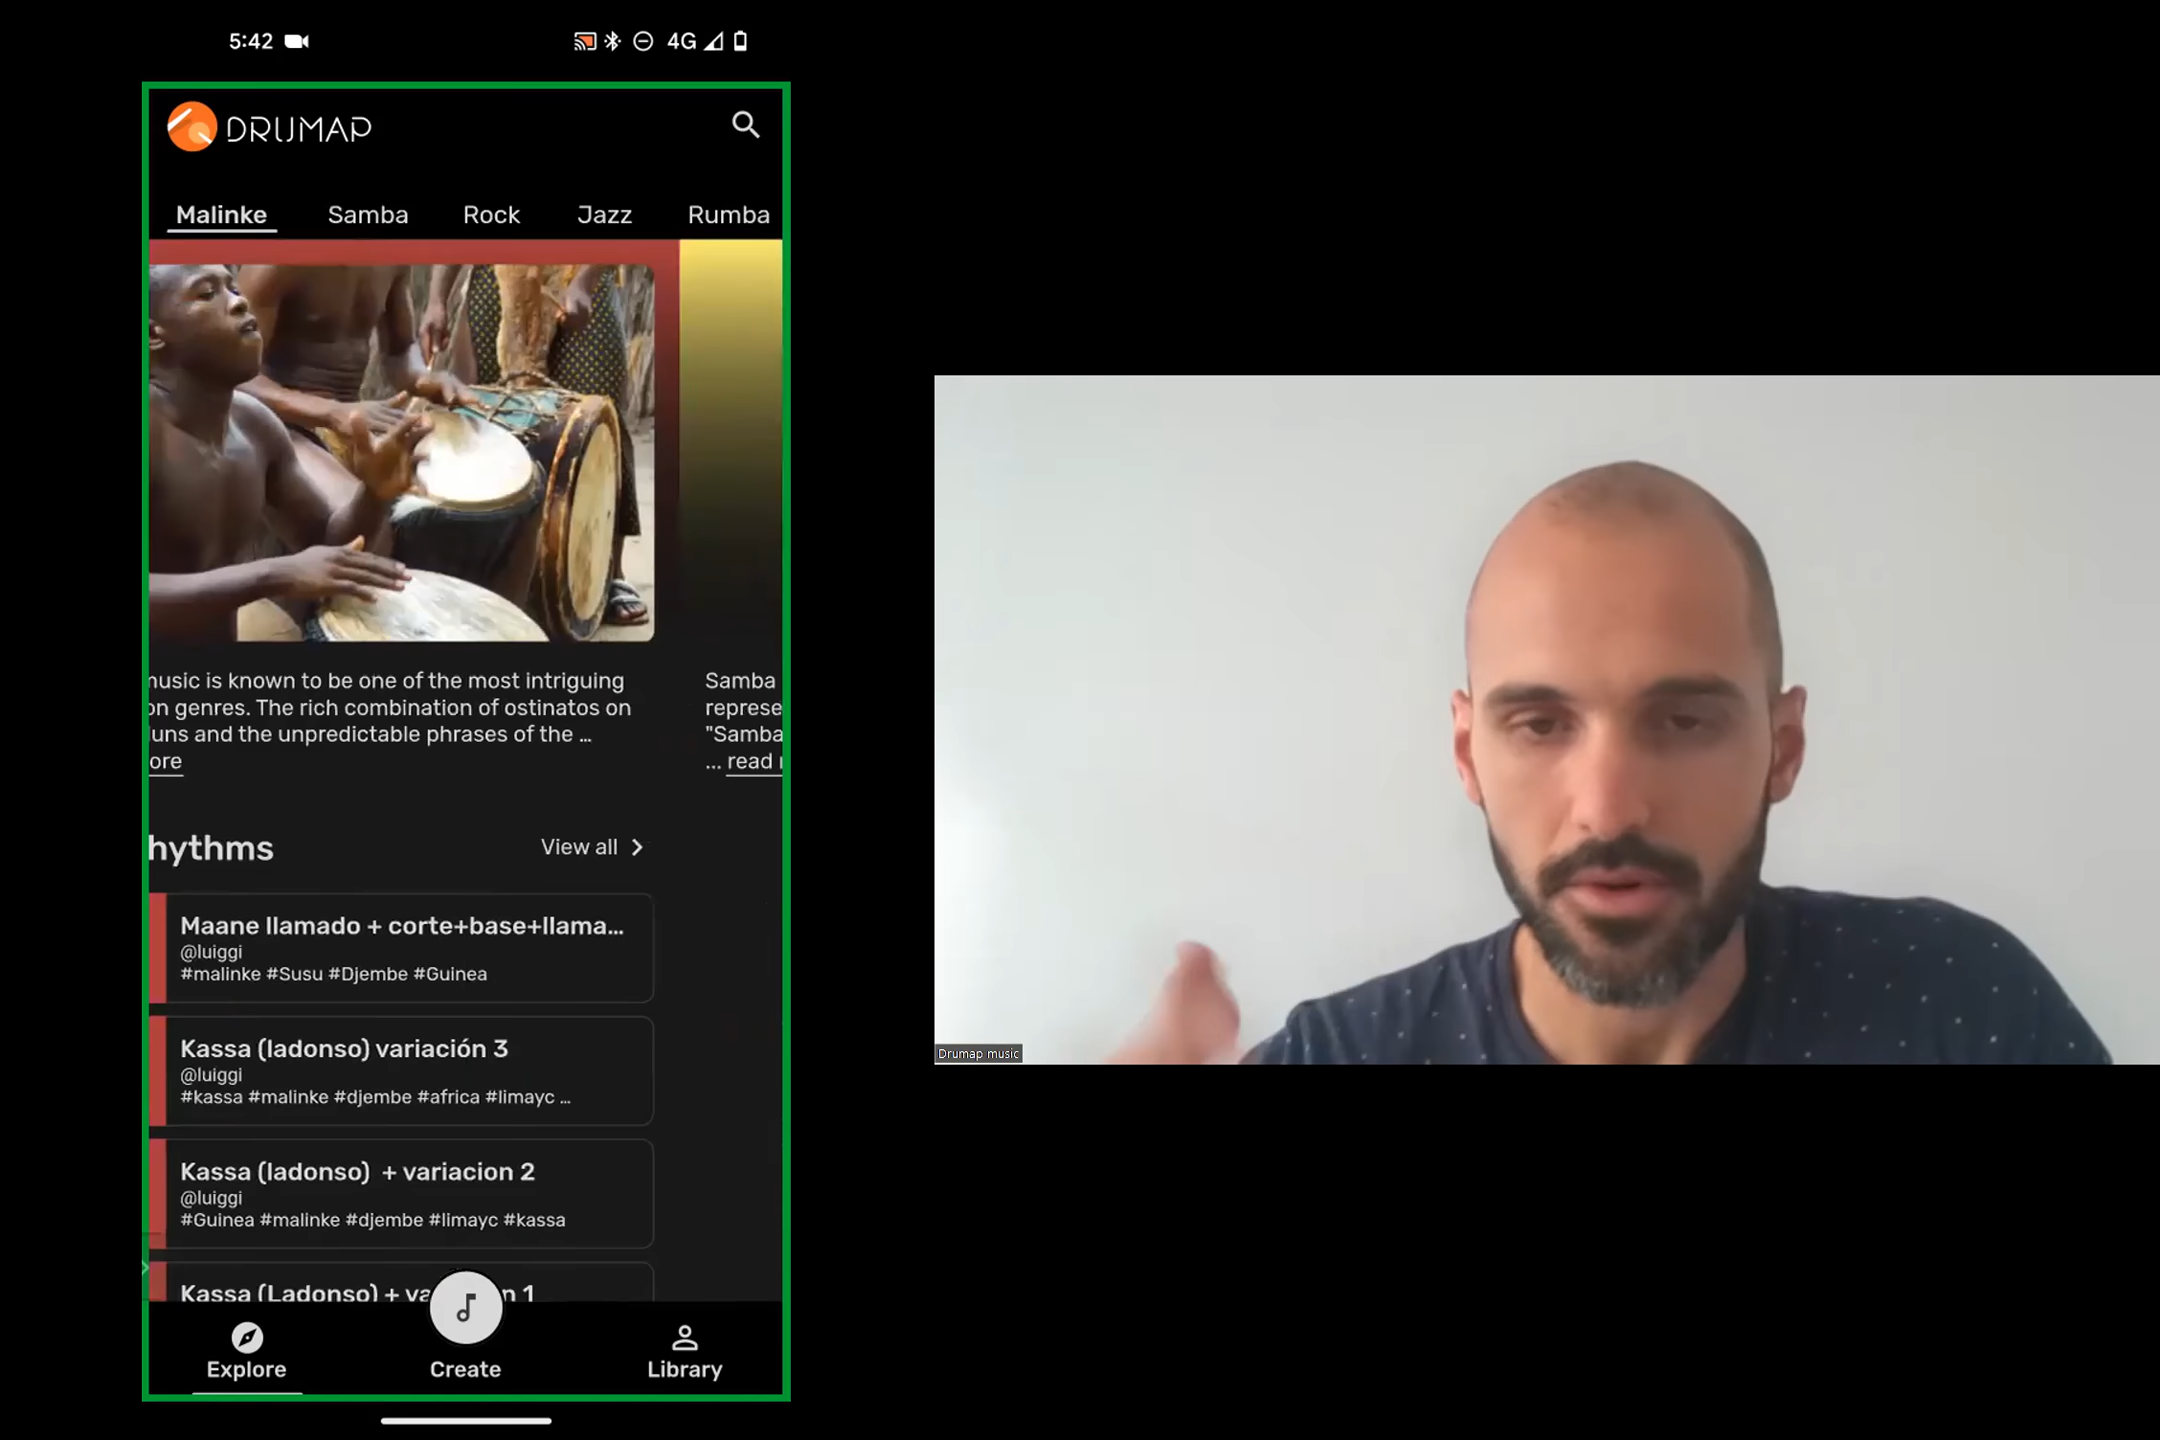 5:42
4G
DRUMAP
Malinke Samba Rock Jazz Rumba
music is known to be one of the most intriguing
on genres. The rich combination of ostinatos on
uns and the unpredictable phrases of the ...
ore
Samba
represe
"Samba
... read
hythms
View all
Maane llamado + corte+base+llama...
@luiggi
#malinke #Susu #Djembe #Guinea
Kassa (ladonso) variación 3
@luiggi
#kassa #malinke #djembe #africa #limayc ...
Kassa (ladonso) + variacion 2
@luiggi
#Guinea #malinke #djembe #limayc #kassa
Kassa (Ladonso) + va n 1
Explore
Create
Library
Drumap music